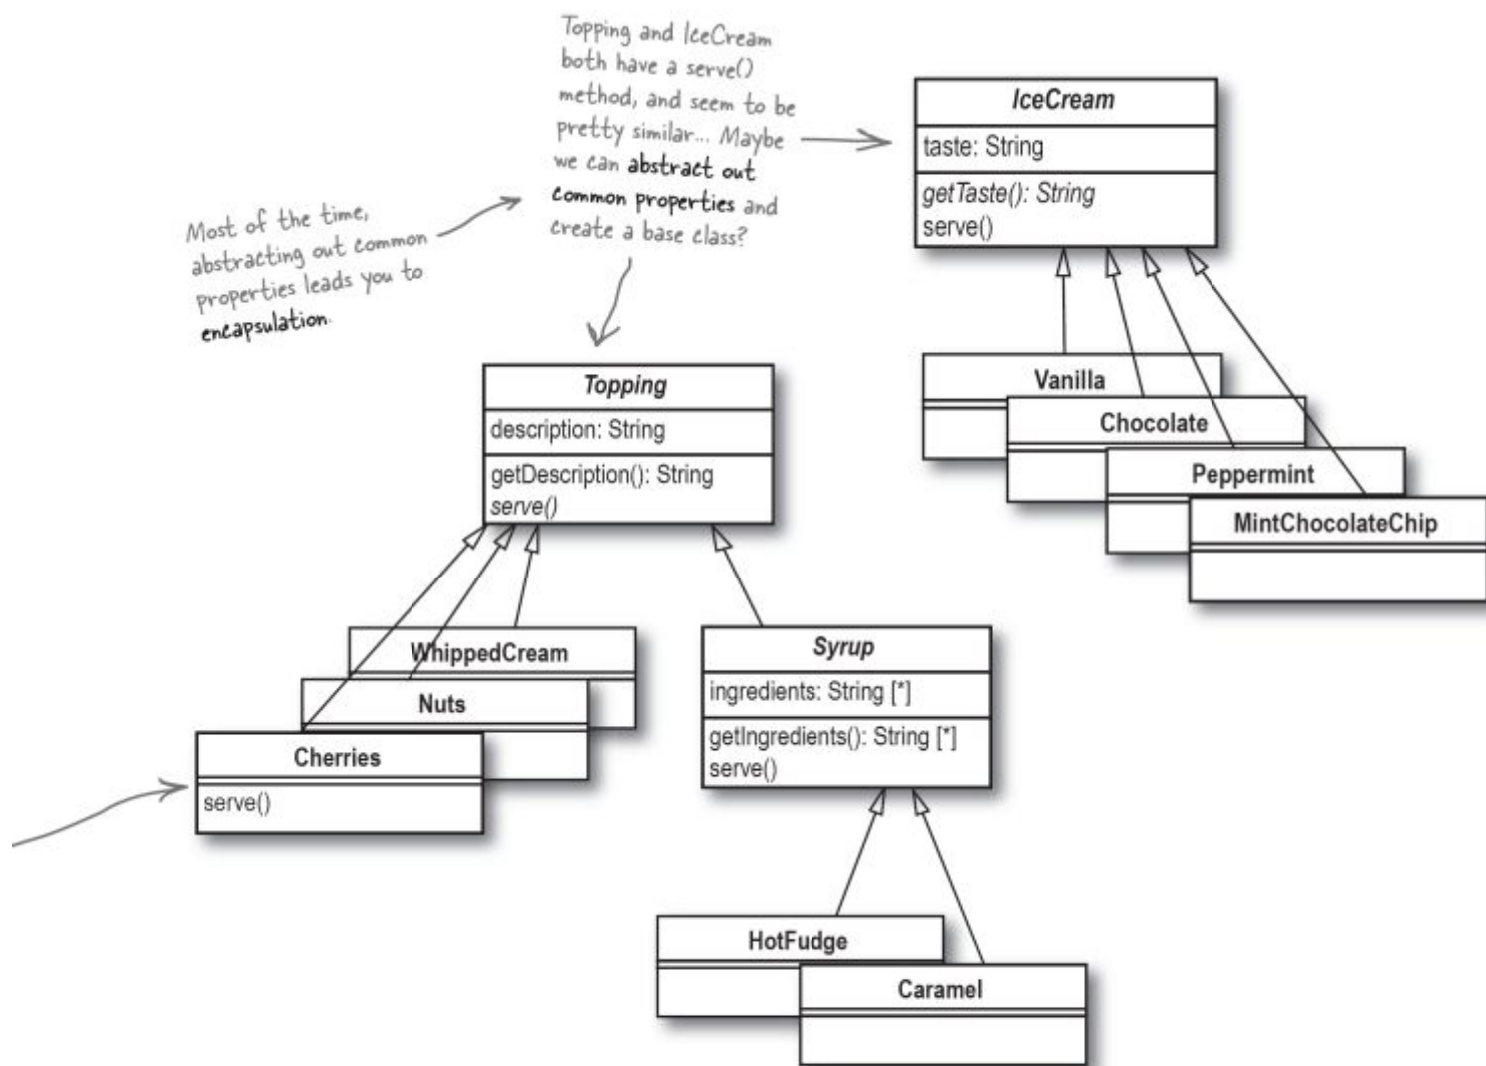 Topping and IceCream
both have a serve()
method, and seem to be
pretty similar... Maybe
we can abstract out
common properties and
create a base class?
Most of the time,
abstracting out common
properties leads you to
encapsulation.
IceCream
taste: String
getTaste(): String
serve()
Vanilla
Chocolate
Peppermint
MintChocolateChip
Topping
description: String
getDescription(): String
serve()
WhippedCream
Nuts
Cherries
serve()
Syrup
ingredients: String [*]
getIngredients(): String [*]
serve()
HotFudge
Caramel